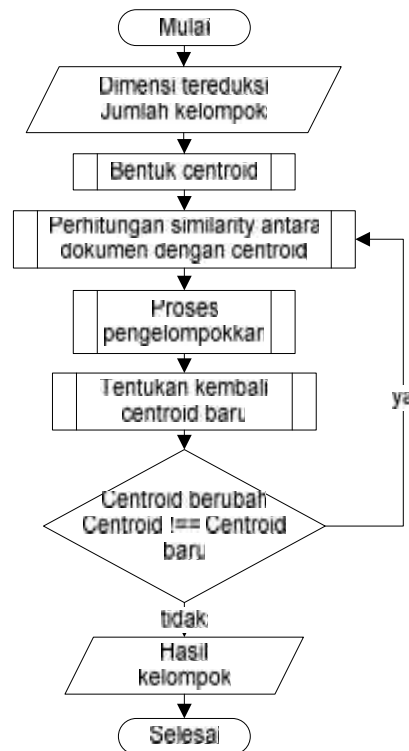 Mulai
Dimensi tereduksi
Jumlah kelompok
Bentuk centroid
Perhitungan similarity antara
dokumen dengan centroid
Proses
pengelompokkan
Tentukan kembali
centroid baru
ya
Centroid berubah
Centroid !== Centroid
baru
tidak
Hasil
kelompok
Selesai